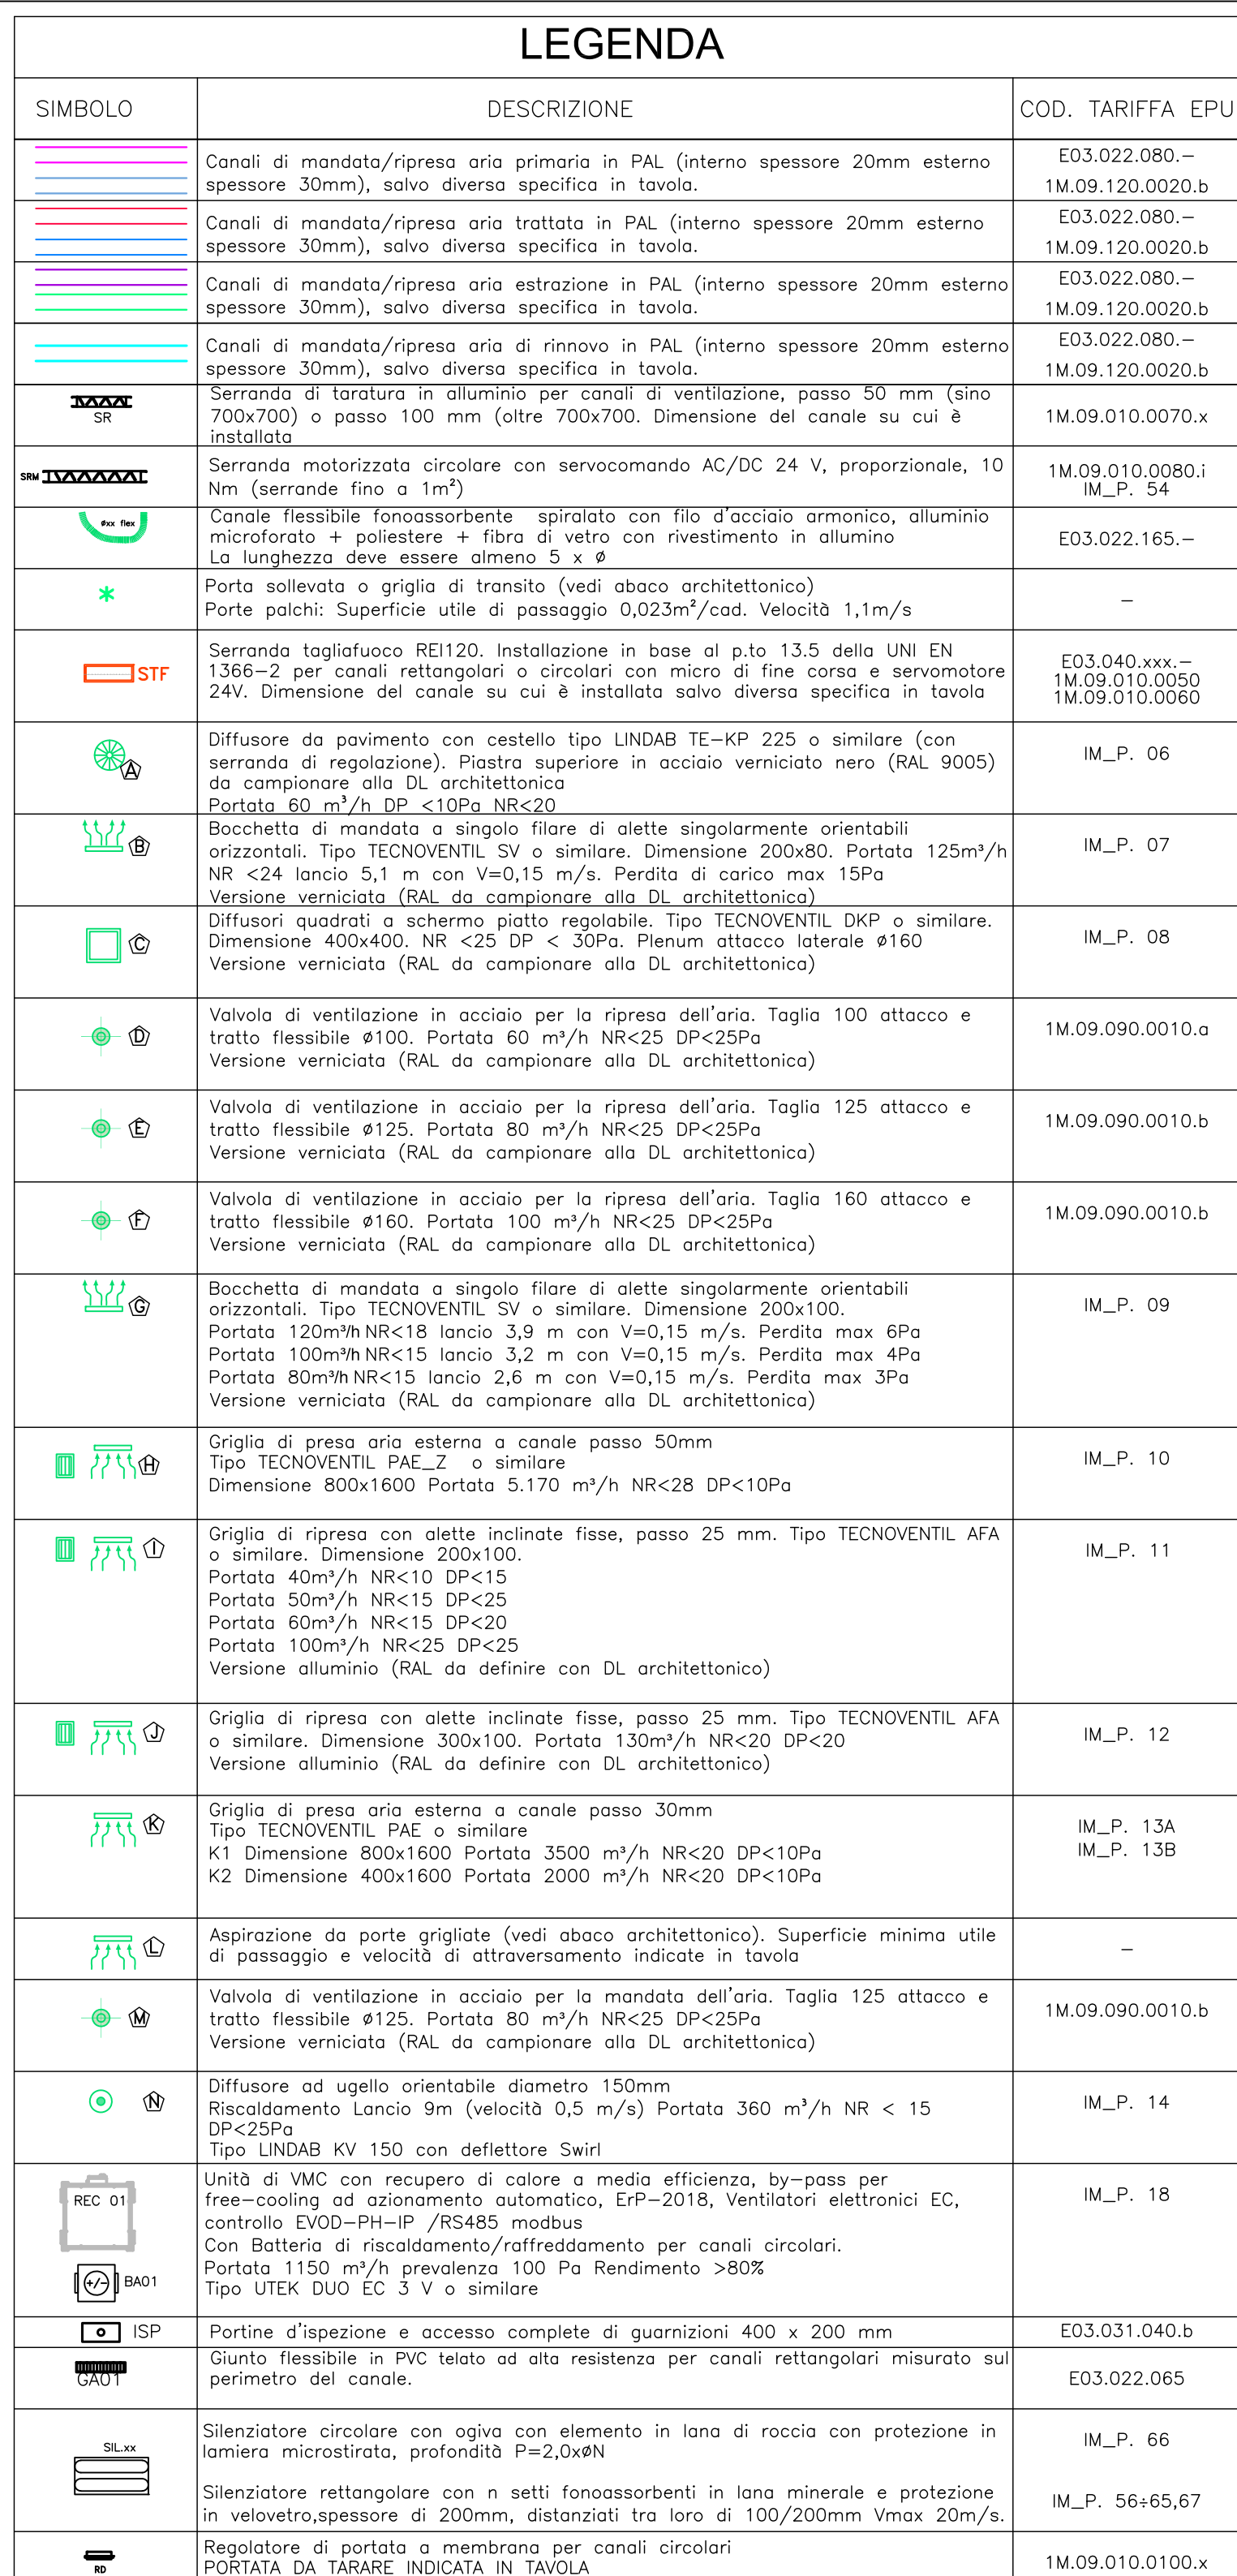 LEGENDA
SIMBOLO
DESCRIZIONE
COD. TARIFFA EPU
Canali di mandata/ripresa aria primaria in PAL (interno spessore 20mm esterno
spessore 30mm), salvo diversa specifica in tavola.
E03.022.080.–
1M.09.120.0020.b
Canali di mandata/ripresa aria trattata in PAL (interno spessore 20mm esterno
spessore 30mm), salvo diversa specifica in tavola.
E03.022.080.–
1M.09.120.0020.b
Canali di mandata/ripresa aria estrazione in PAL (interno spessore 20mm esterno
spessore 30mm), salvo diversa specifica in tavola.
E03.022.080.–
1M.09.120.0020.b
Canali di mandata/ripresa aria di rinnovo in PAL (interno spessore 20mm esterno
spessore 30mm), salvo diversa specifica in tavola.
E03.022.080.–
1M.09.120.0020.b
SR
Serranda di taratura in alluminio per canali di ventilazione, passo 50 mm (sino
700x700) o passo 100 mm (oltre 700x700. Dimensione del canale su cui è
installata
1M.09.010.0070.x
SRM
Serranda motorizzata circolare con servocomando AC/DC 24 V, proporzionale, 10
Nm (serrande fino a 1m²)
1M.09.010.0080.i
IM_P. 54
Øxx flex
Canale flessibile fonoassorbente spiralato con filo d'acciaio armonico, alluminio
microforato + poliestere + fibra di vetro con rivestimento in allumino
La lunghezza deve essere almeno 5 x ø
E03.022.165.–
*
Porta sollevata o griglia di transito (vedi abaco architettonico)
Porte palchi: Superficie utile di passaggio 0,023m²/cad. Velocità 1,1m/s
–
STF
Serranda tagliafuoco REI120. Installazione in base al p.to 13.5 della UNI EN
1366–2 per canali rettangolari o circolari con micro di fine corsa e servomotore
24V. Dimensione del canale su cui è installata salvo diversa specifica in tavola
E03.040.xxx.–
1M.09.010.0050
1M.09.010.0060
A
Diffusore da pavimento con cestello tipo LINDAB TE–KP 225 o similare (con
serranda di regolazione). Piastra superiore in acciaio verniciato nero (RAL 9005)
da campionare alla DL architettonica
Portata 60 m³/h DP <10Pa NR<20
IM_P. 06
B
Bocchetta di mandata a singolo filare di alette singolarmente orientabili
orizzontali. Tipo TECNOVENTIL SV o similare. Dimensione 200x80. Portata 125m³/h
NR <24 lancio 5,1 m con V=0,15 m/s. Perdita di carico max 15Pa
Versione verniciata (RAL da campionare alla DL architettonica)
IM_P. 07
C
Diffusori quadrati a schermo piatto regolabile. Tipo TECNOVENTIL DKP o similare.
Dimensione 400x400. NR <25 DP < 30Pa. Plenum attacco laterale ø160
Versione verniciata (RAL da campionare alla DL architettonica)
IM_P. 08
D
Valvola di ventilazione in acciaio per la ripresa dell'aria. Taglia 100 attacco e
tratto flessibile ø100. Portata 60 m³/h NR<25 DP<25Pa
Versione verniciata (RAL da campionare alla DL architettonica)
1M.09.090.0010.a
E
Valvola di ventilazione in acciaio per la ripresa dell'aria. Taglia 125 attacco e
tratto flessibile ø125. Portata 80 m³/h NR<25 DP<25Pa
Versione verniciata (RAL da campionare alla DL architettonica)
1M.09.090.0010.b
F
Valvola di ventilazione in acciaio per la ripresa dell'aria. Taglia 160 attacco e
tratto flessibile ø160. Portata 100 m³/h NR<25 DP<25Pa
Versione verniciata (RAL da campionare alla DL architettonica)
1M.09.090.0010.b
G
Bocchetta di mandata a singolo filare di alette singolarmente orientabili
orizzontali. Tipo TECNOVENTIL SV o similare. Dimensione 200x100.
Portata 120m³/h NR<18 lancio 3,9 m con V=0,15 m/s. Perdita max 6Pa
Portata 100m³/h NR<15 lancio 3,2 m con V=0,15 m/s. Perdita max 4Pa
Portata 80m³/h NR<15 lancio 2,6 m con V=0,15 m/s. Perdita max 3Pa
Versione verniciata (RAL da campionare alla DL architettonica)
IM_P. 09
H
Griglia di presa aria esterna a canale passo 50mm
Tipo TECNOVENTIL PAE_Z o similare
Dimensione 800x1600 Portata 5.170 m³/h NR<28 DP<10Pa
IM_P. 10
I
Griglia di ripresa con alette inclinate fisse, passo 25 mm. Tipo TECNOVENTIL AFA
o similare. Dimensione 200x100.
Portata 40m³/h NR<10 DP<15
Portata 50m³/h NR<15 DP<25
Portata 60m³/h NR<15 DP<20
Portata 100m³/h NR<25 DP<25
Versione alluminio (RAL da definire con DL architettonico)
IM_P. 11
J
Griglia di ripresa con alette inclinate fisse, passo 25 mm. Tipo TECNOVENTIL AFA
o similare. Dimensione 300x100. Portata 130m³/h NR<20 DP<20
Versione alluminio (RAL da definire con DL architettonico)
IM_P. 12
K
Griglia di presa aria esterna a canale passo 30mm
Tipo TECNOVENTIL PAE o similare
K1 Dimensione 800x1600 Portata 3500 m³/h NR<20 DP<10Pa
K2 Dimensione 400x1600 Portata 2000 m³/h NR<20 DP<10Pa
IM_P. 13A
IM_P. 13B
L
Aspirazione da porte grigliate (vedi abaco architettonico). Superficie minima utile
di passaggio e velocità di attraversamento indicate in tavola
–
M
Valvola di ventilazione in acciaio per la mandata dell'aria. Taglia 125 attacco e
tratto flessibile ø125. Portata 80 m³/h NR<25 DP<25Pa
Versione verniciata (RAL da campionare alla DL architettonica)
1M.09.090.0010.b
N
Diffusore ad ugello orientabile diametro 150mm
Riscaldamento Lancio 9m (velocità 0,5 m/s) Portata 360 m³/h NR < 15
DP<25Pa
Tipo LINDAB KV 150 con deflettore Swirl
IM_P. 14
REC 01
+/-
BA01
Unità di VMC con recupero di calore a media efficienza, by–pass per
free–cooling ad azionamento automatico, ErP–2018, Ventilatori elettronici EC,
controllo EVOD–PH–IP /RS485 modbus
Con Batteria di riscaldamento/raffreddamento per canali circolari.
Portata 1150 m³/h prevalenza 100 Pa Rendimento >80%
Tipo UTEK DUO EC 3 V o similare
IM_P. 18
ISP
Portine d'ispezione e accesso complete di guarnizioni 400 x 200 mm
E03.031.040.b
GA01
Giunto flessibile in PVC telato ad alta resistenza per canali rettangolari misurato sul
perimetro del canale.
E03.022.065
SIL.xx
Silenziatore circolare con ogiva con elemento in lana di roccia con protezione in
lamiera microstirata, profondità P=2,0xøN
IM_P. 66
Silenziatore rettangolare con n setti fonoassorbenti in lana minerale e protezione
in velovetro,spessore di 200mm, distanziati tra loro di 100/200mm Vmax 20m/s.
IM_P. 56÷65,67
RD
Regolatore di portata a membrana per canali circolari
PORTATA DA TARARE INDICATA IN TAVOLA
1M.09.010.0100.x